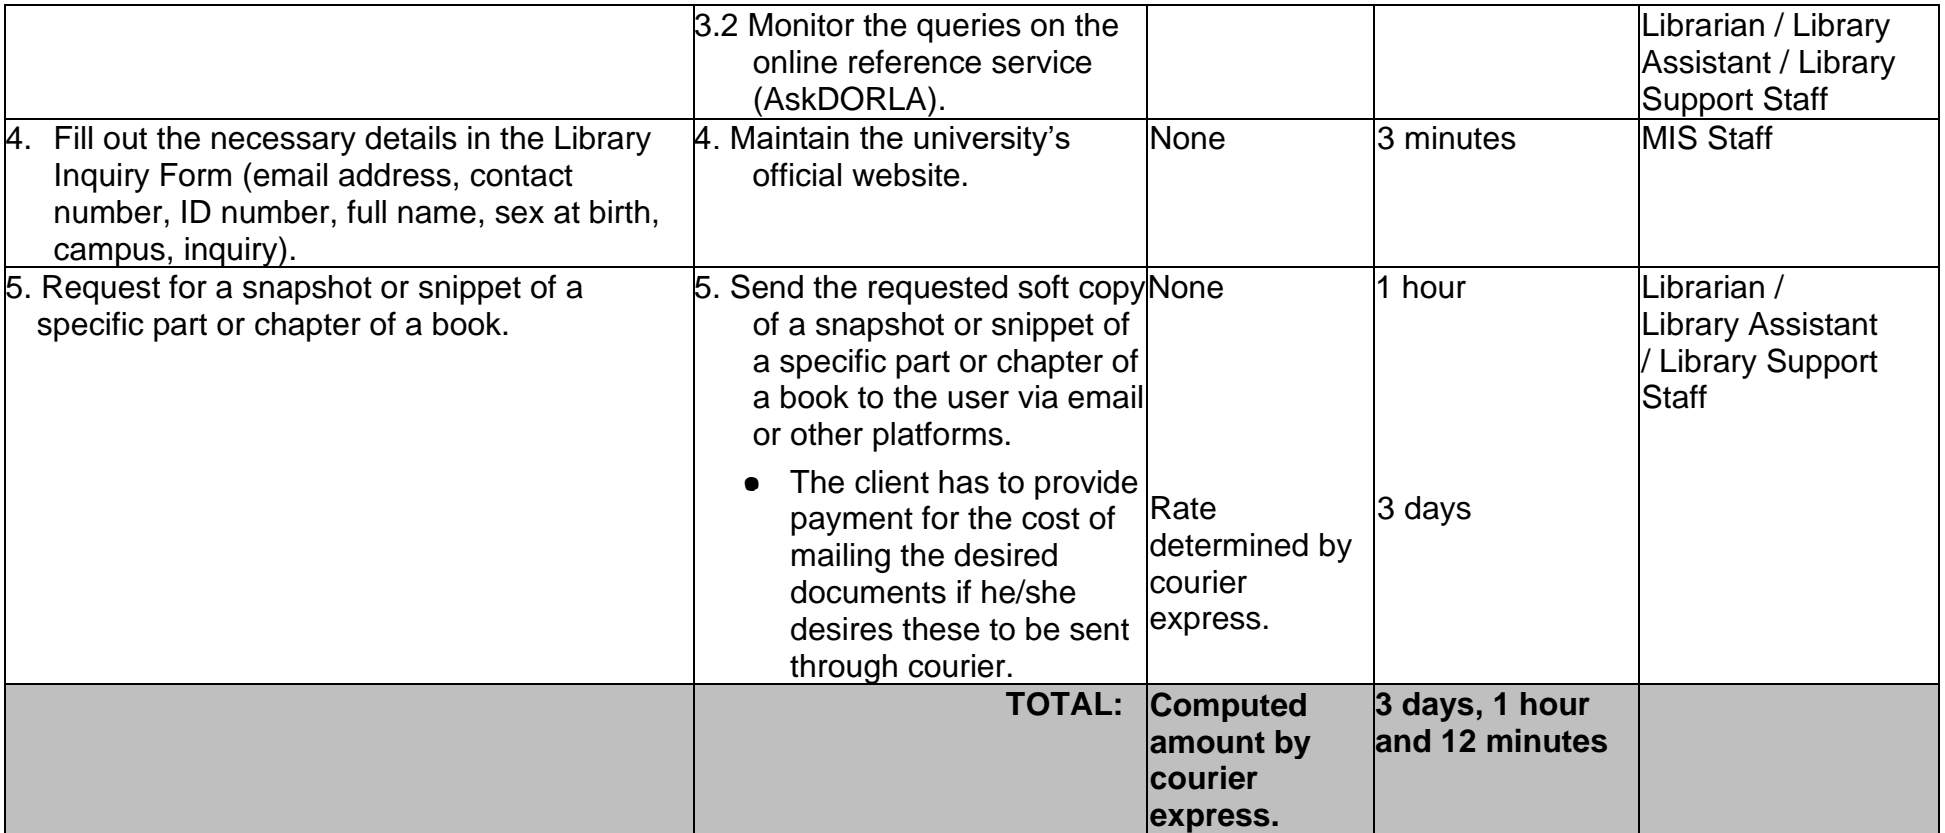 3.2 Monitor the queries on the
online reference service
(AskDORLA).
Librarian / Library
Assistant / Library
Support Staff
4. Fill out the necessary details in the Library
Inquiry Form (email address, contact
number, ID number, full name, sex at birth,
campus, inquiry).
4. Maintain the university’s
official website.
None
3 minutes
MIS Staff
5. Request for a snapshot or snippet of a
specific part or chapter of a book.
5. Send the requested soft copy
of a snapshot or snippet of
a specific part or chapter of
a book to the user via email
or other platforms.
● The client has to provide
payment for the cost of
mailing the desired
documents if he/she
desires these to be sent
through courier.
None
Rate
determined by
courier
express.
1 hour
3 days
Librarian /
Library Assistant
/ Library Support
Staff
TOTAL:
Computed
amount by
courier
express.
3 days, 1 hour
and 12 minutes